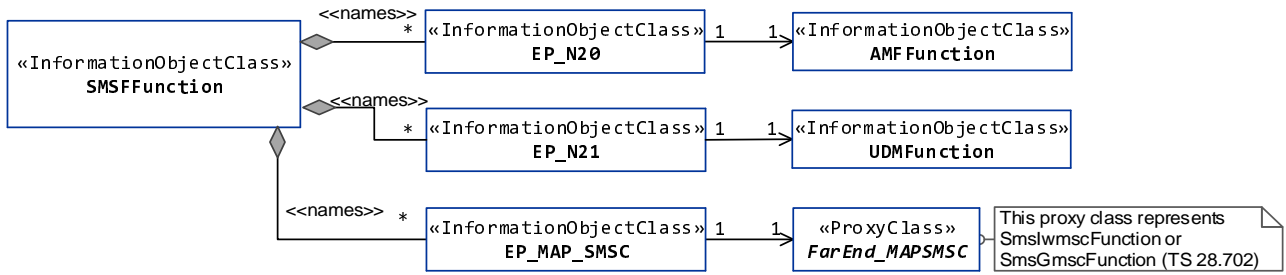 <<names>>
*
«InformationObjectClass»
SMSFFunction
«InformationObjectClass»
EP_N20
1
1
«InformationObjectClass»
AMFFunction
<<names>>
*
«InformationObjectClass»
EP_N21
1
1
«InformationObjectClass»
UDMFunction
<<names>>
*
«InformationObjectClass»
EP_MAP_SMSC
1
1
«ProxyClass»
FarEnd_MAPSMSC
This proxy class represents
SmsIwmscFunction or
SmsGmscFunction (TS 28.702)